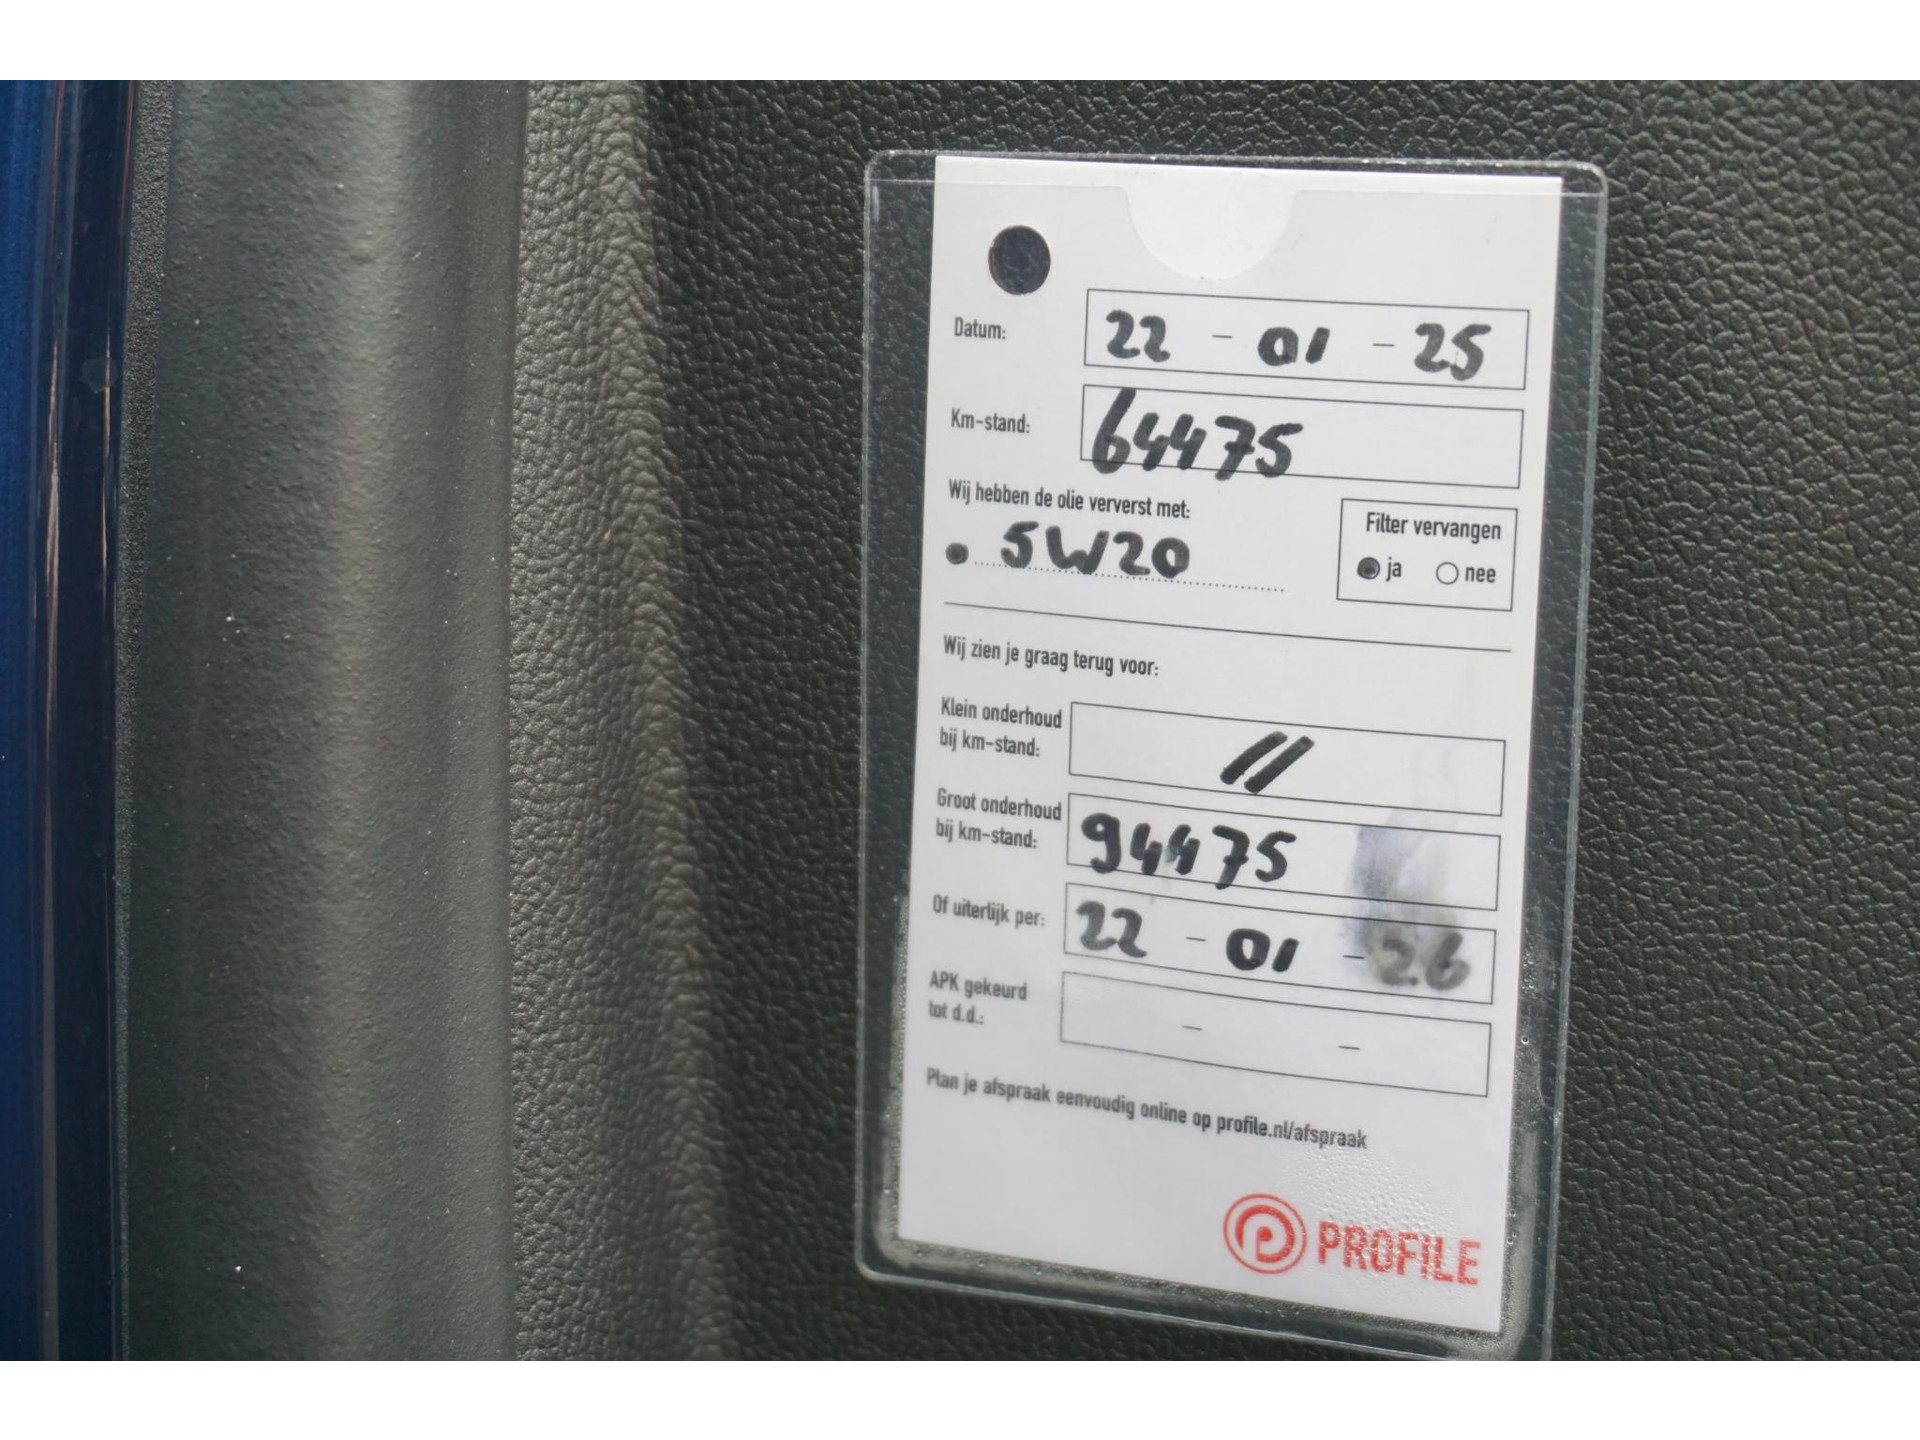 Datum: 22 - 01 - 25
Km-stand: 64475
Wij hebben de olie ververst met:
5W20
Filter vervangen
ja nee
Wij zien je graag terug voor:
Klein onderhoud
bij km-stand: //
Groot onderhoud
bij km-stand: 94475
Of uiterlijk per: 22 - 01 - 26
APK gekeurd
tot d.d.: - -
Plan je afspraak eenvoudig online op profile.nl/afspraak
PROFILE